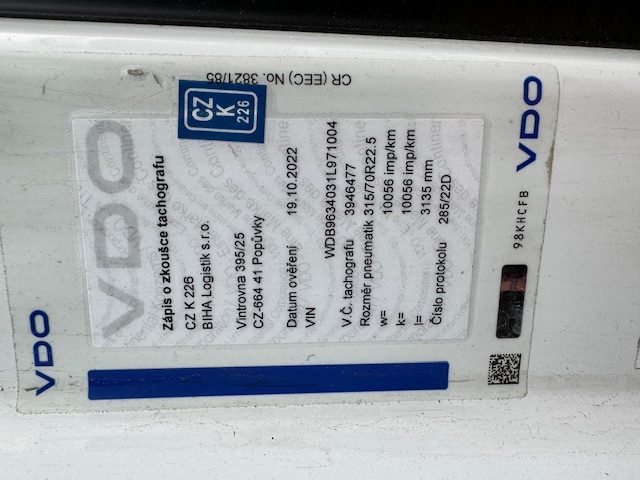 CR (EEC) No. 3821/85
CZ
K
226
VDO
Zápis o zkoušce tachografu
CZ K 226
BIHA Logistik s.r.o.
Vintrovna 395/25
CZ-664 41 Popůvky
Datum ověření 19.10.2022
VIN WDB9634031L971004
V.Č. tachografu 3946477
Rozměr pneumatik 315/70R22.5
w= 10056 imp/km
k= 10056 imp/km
l= 3135 mm
Číslo protokolu 285/22D
98KHCFB
VDO
VDO